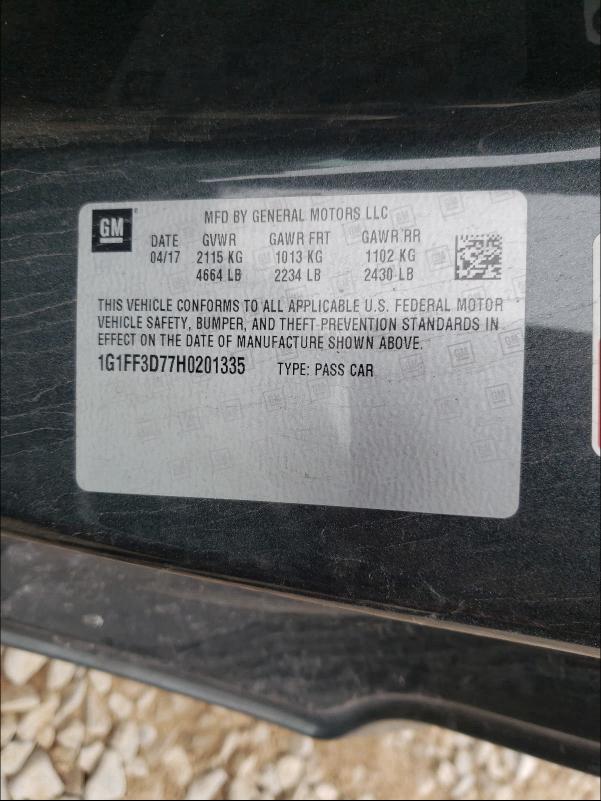 GM ® MFD BY GENERAL MOTORS LLC
DATE GVWR GAWR FRT GAWR RR
04/17 2115 KG 1013 KG 1102 KG
4664 LB 2234 LB 2430 LB
THIS VEHICLE CONFORMS TO ALL APPLICABLE U.S. FEDERAL MOTOR
VEHICLE SAFETY, BUMPER, AND THEFT PREVENTION STANDARDS IN
EFFECT ON THE DATE OF MANUFACTURE SHOWN ABOVE.
1G1FF3D77H0201335 TYPE: PASS CAR